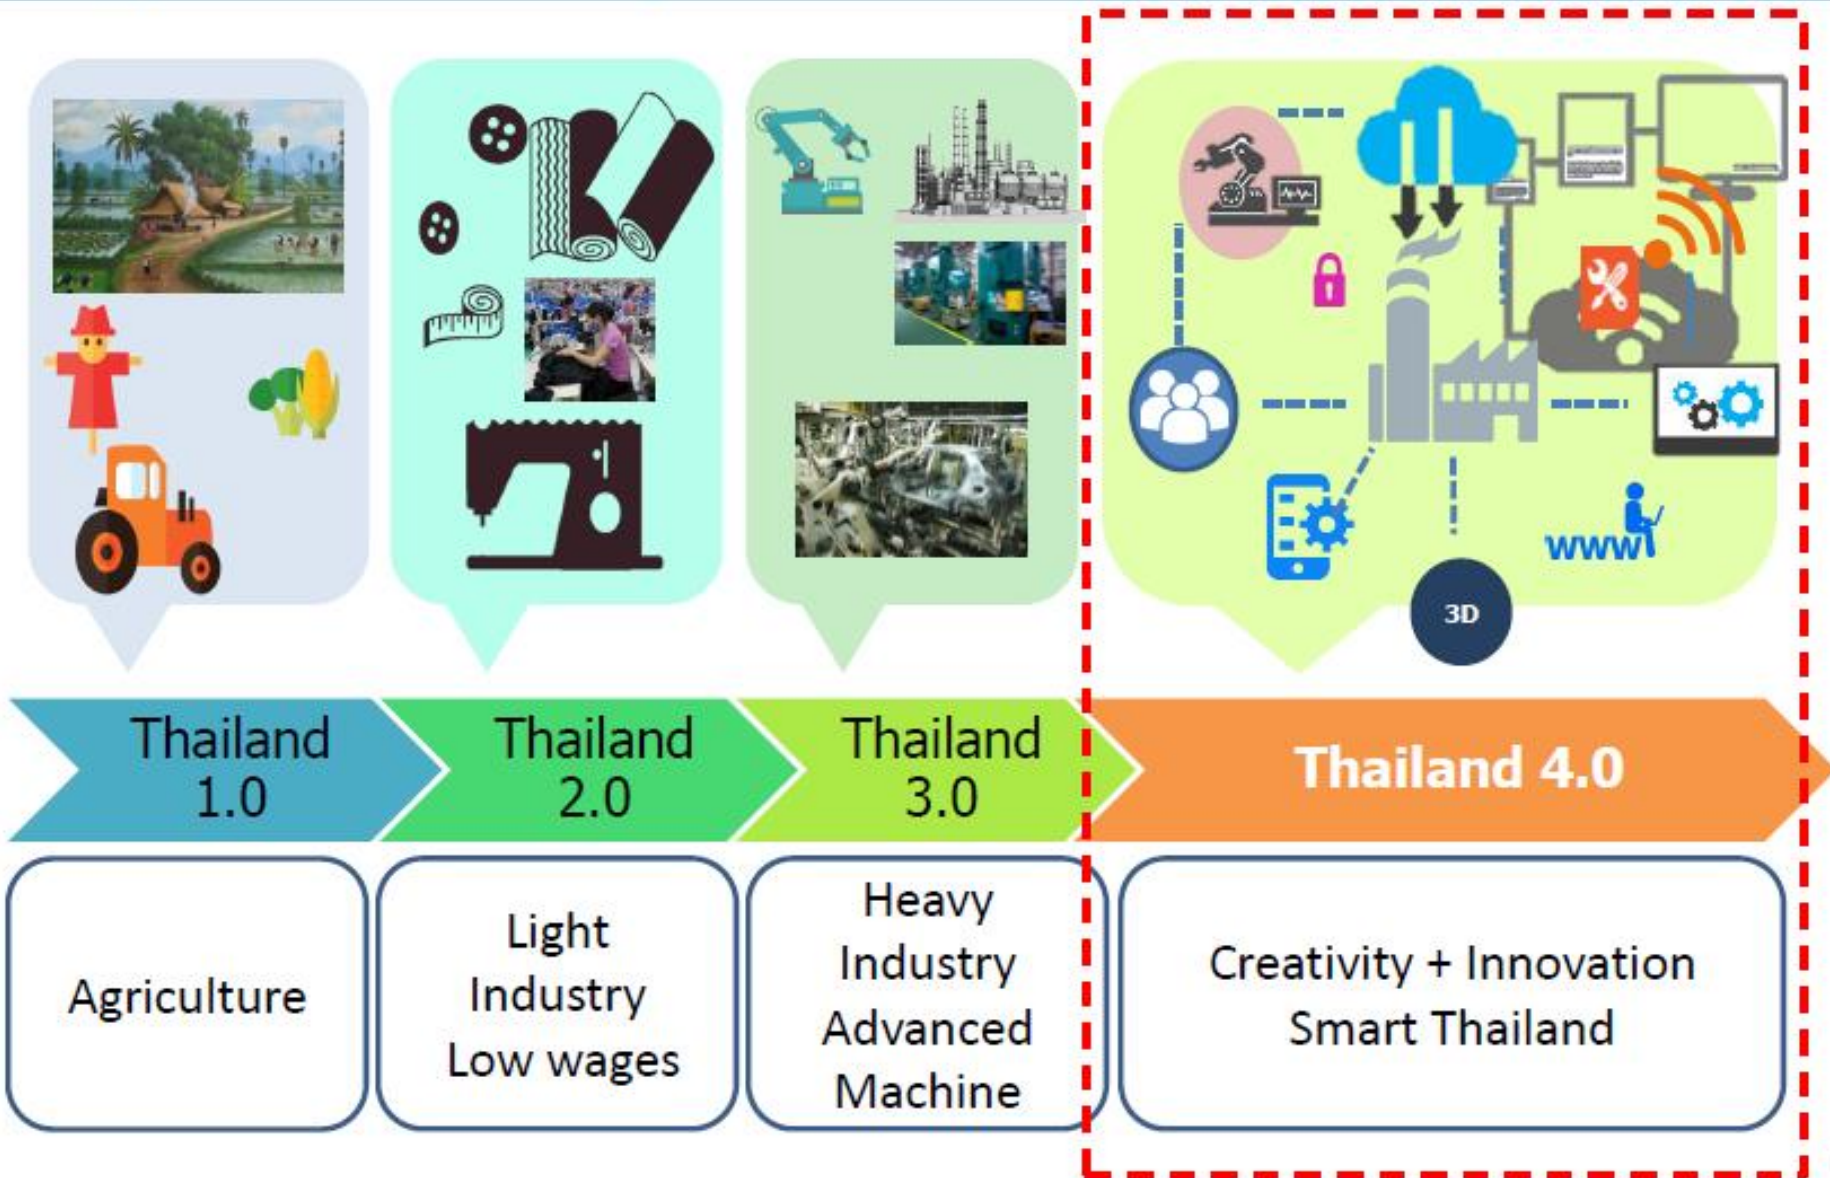 WWW
3D
Thailand
1.0
Thailand
2.0
Thailand
3.0
Thailand 4.0
Agriculture
Light
Industry
Low wages
Heavy
Industry
Advanced
Machine
Creativity + Innovation
Smart Thailand